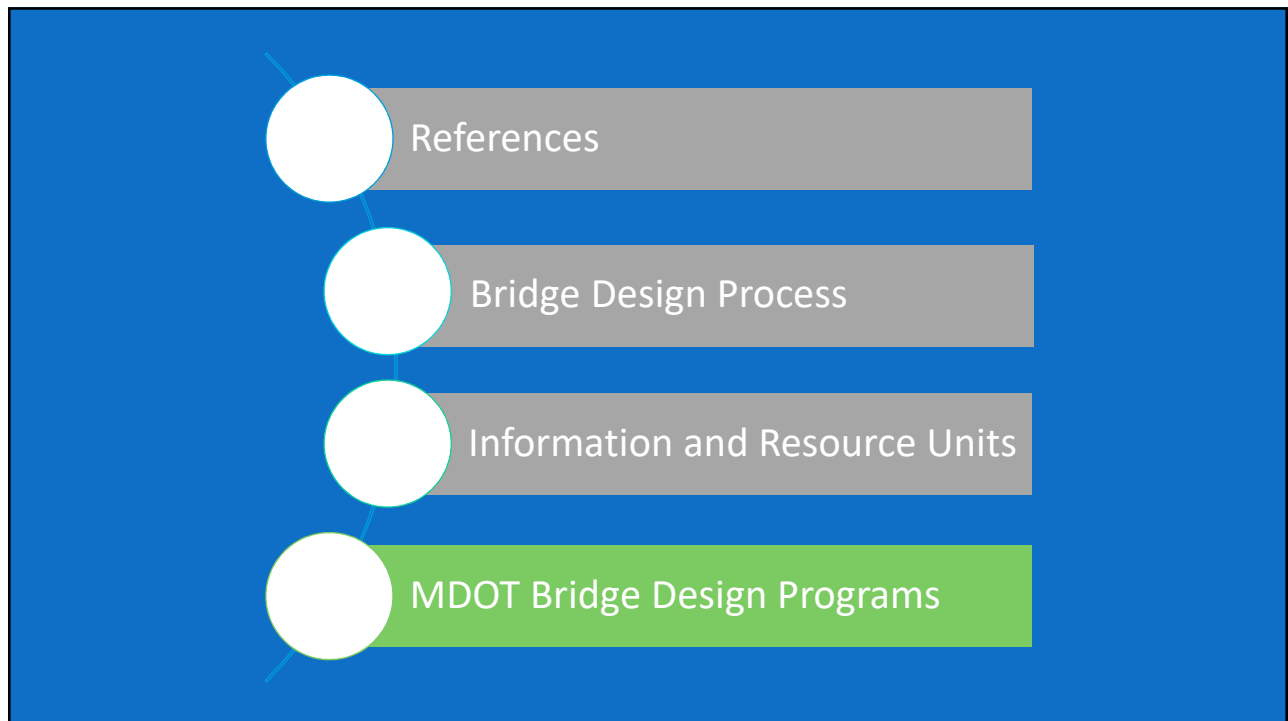 References
Bridge Design Process
Information and Resource Units
MDOT Bridge Design Programs